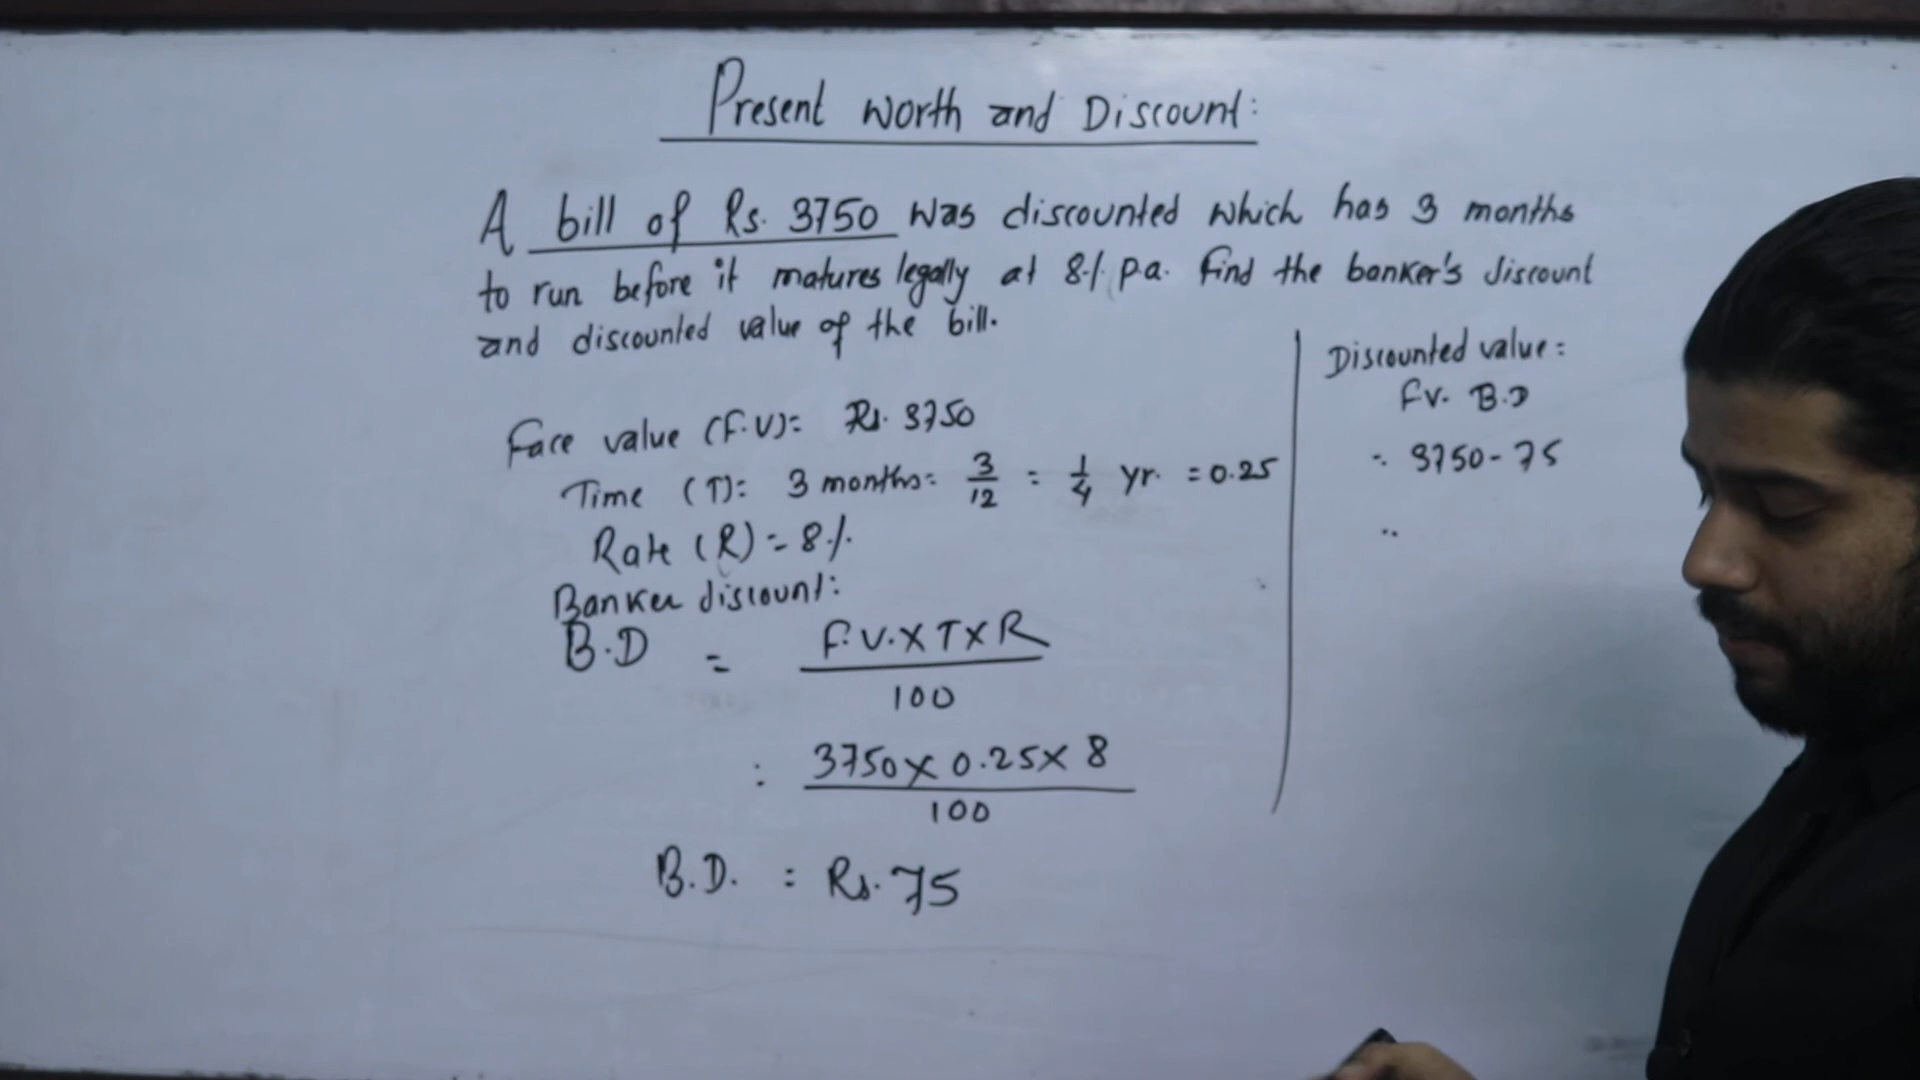 Present Worth and Discount:
A bill of Rs. 3750 was discounted which has 3 months
to run before it matures legally at 8% p.a. Find the banker's discount
and discounted value of the bill.
Face value (F.V)= Rs. 3750
Time (T)= 3 months= 3/12 = 1/4 yr. = 0.25
Rate (R) = 8%
Banker discount:
B.D = F.V. X T X R / 100
= 3750 X 0.25 X 8 / 100
B.D. = Rs. 75
Discounted value =
F.V - B.D
= 3750 - 75
=